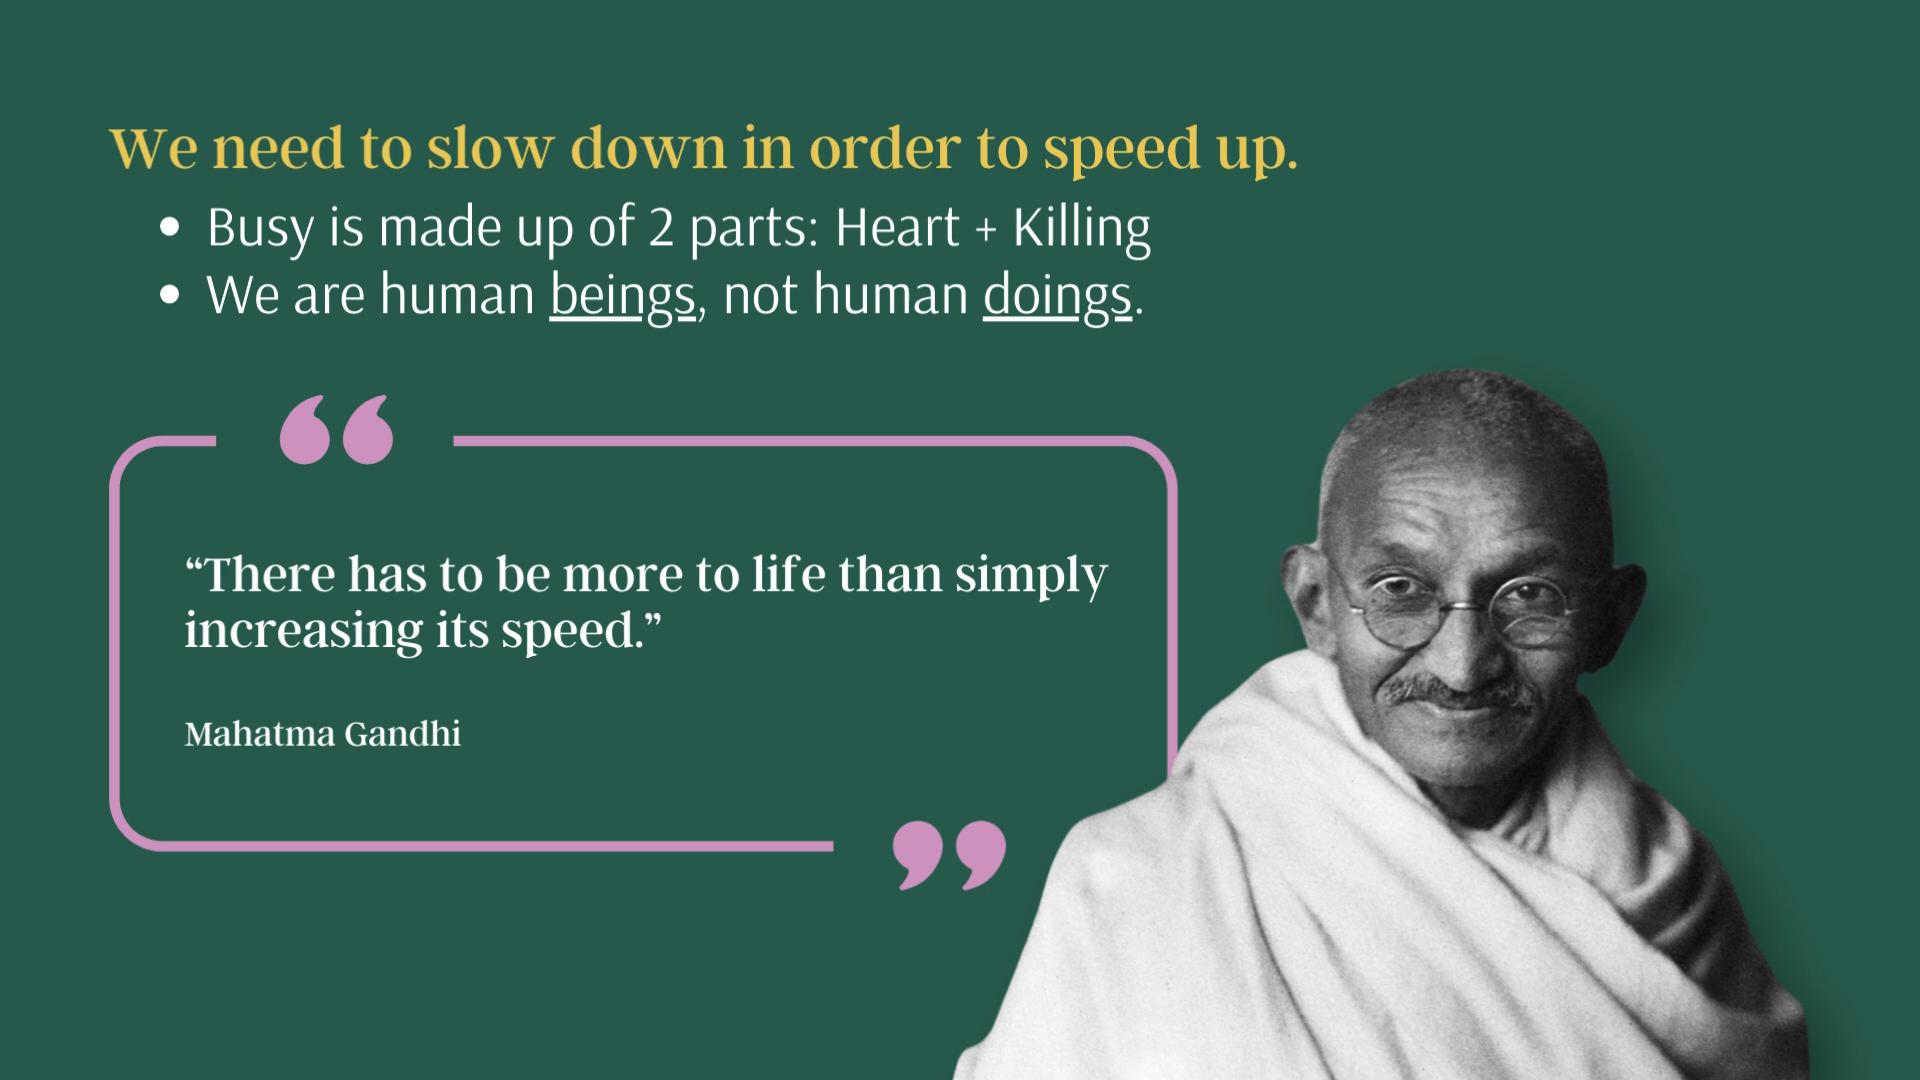 We need to slow down in order to speed up.
• Busy is made up of 2 parts: Heart + Killing
• We are human beings, not human doings.
“There has to be more to life than simply
increasing its speed.”
Mahatma Gandhi